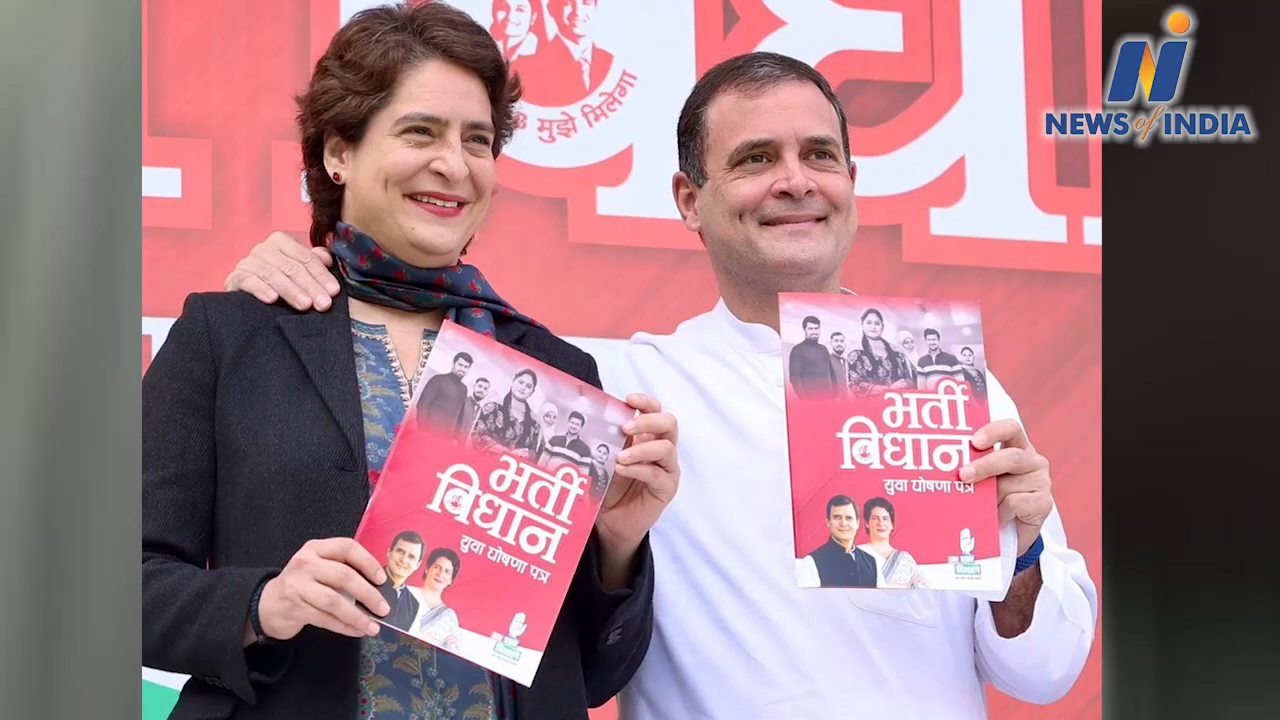 NEWS of INDIA
मुझे मिलेगा
भर्ती
विधान
युवा घोषणा पत्र
भर्ती
विधान
युवा घोषणा पत्र